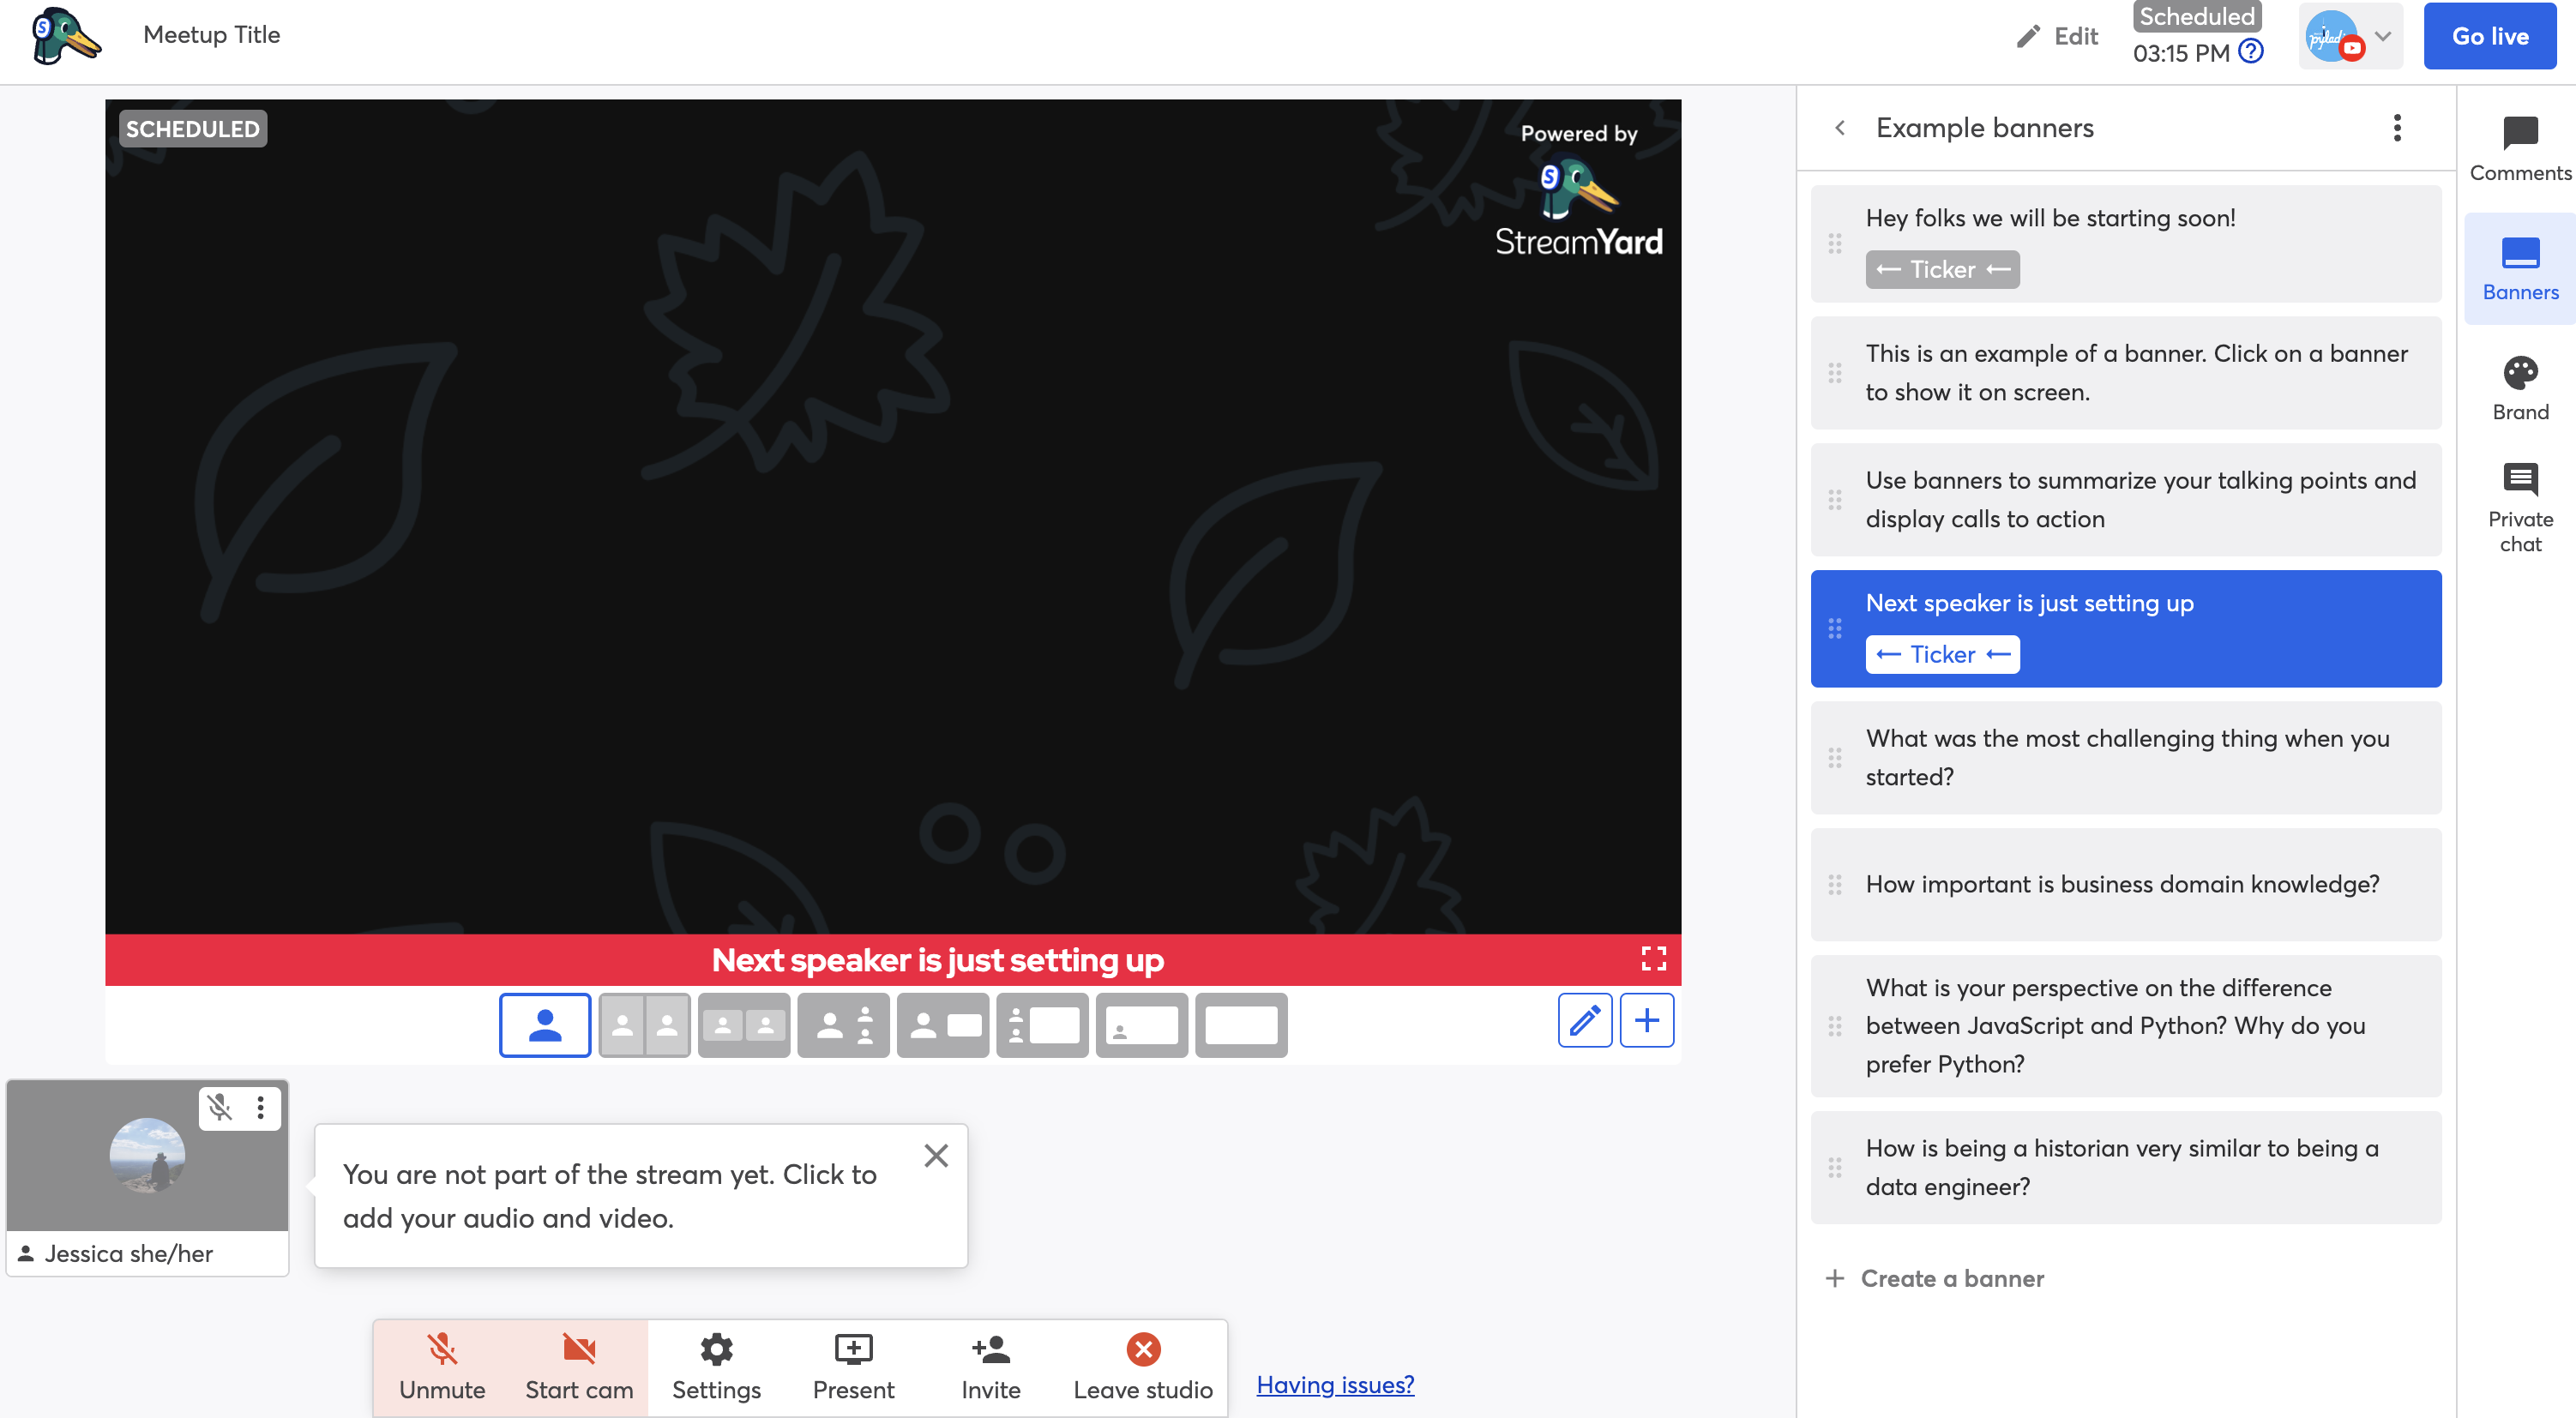 Meetup Title
Edit
Scheduled
03:15 PM ?
pyladi
Go live
SCHEDULED
Powered by
S
StreamYard
Next speaker is just setting up
Jessica she/her
You are not part of the stream yet. Click to
add your audio and video.
Unmute
Start cam
Settings
Present
Invite
Leave studio
Having issues?
Example banners
Hey folks we will be starting soon!
← Ticker ←
This is an example of a banner. Click on a banner
to show it on screen.
Use banners to summarize your talking points and
display calls to action
Next speaker is just setting up
← Ticker ←
What was the most challenging thing when you
started?
How important is business domain knowledge?
What is your perspective on the difference
between JavaScript and Python? Why do you
prefer Python?
How is being a historian very similar to being a
data engineer?
+ Create a banner
Comments
Banners
Brand
Private
chat